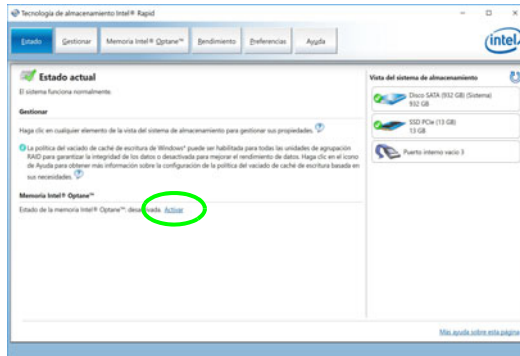 Tecnología de almacenamiento Intel® Rapid
Estado
Gestionar
Memoria Intel® Optane™
Rendimiento
Preferencias
Ayuda
intel
Estado actual
El sistema funciona normalmente.
Gestionar
Haga clic en cualquier elemento de la vista del sistema de almacenamiento para gestionar sus propiedades.
La política del vaciado de caché de escritura de Windows* puede ser habilitada para todas las unidades de agrupación
RAID para garantizar la integridad de los datos o desactivada para mejorar el rendimiento de datos. Haga clic en el icono
de Ayuda para obtener más información sobre la configuración de la política del vaciado de caché de escritura basada en
sus necesidades.
Memoria Intel® Optane™
Estado de la memoria Intel® Optane™: desactivada. Activar
Vista del sistema de almacenamiento
Disco SATA (932 GB) (Sistema)
932 GB
SSD PCIe (13 GB)
13 GB
Puerto interno vacío 3
Más ayuda sobre esta página